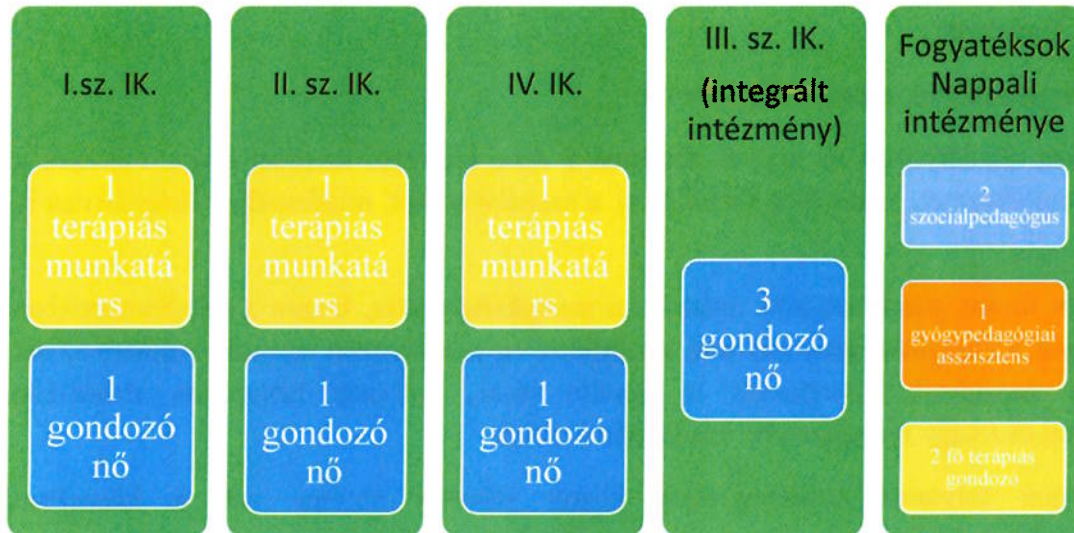 I.sz. IK.
1
terápiás
munkatá
rs
1
gondozó
nő
II. sz. IK.
1
terápiás
munkatá
rs
1
gondozó
nő
IV. IK.
1
terápiás
munkatá
rs
1
gondozó
nő
III. sz. IK.
(integrált
intézmény)
3
gondozó
nő
Fogyatéksok
Nappali
intézménye
2
szociálpedagógus
1
gyógypedagógiai
asszisztens
2 fő terápiás
gondozó